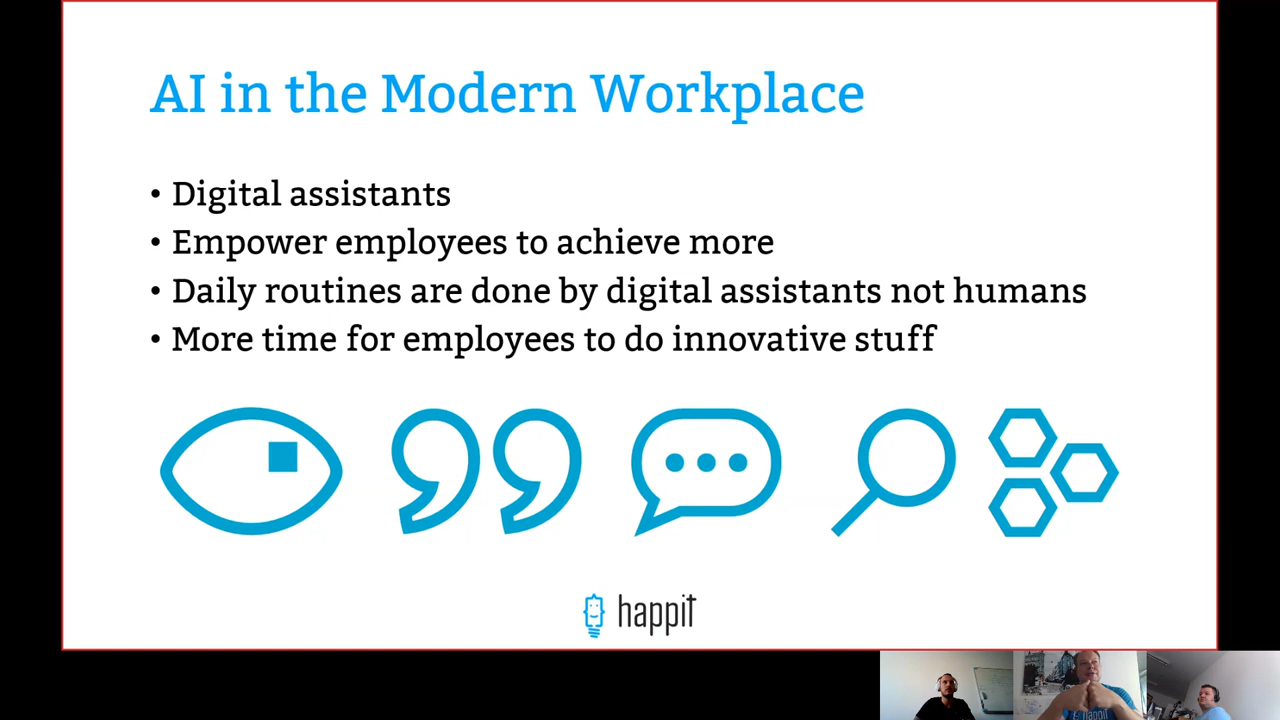 AI in the Modern Workplace
• Digital assistants
• Empower employees to achieve more
• Daily routines are done by digital assistants not humans
• More time for employees to do innovative stuff
happit
happit